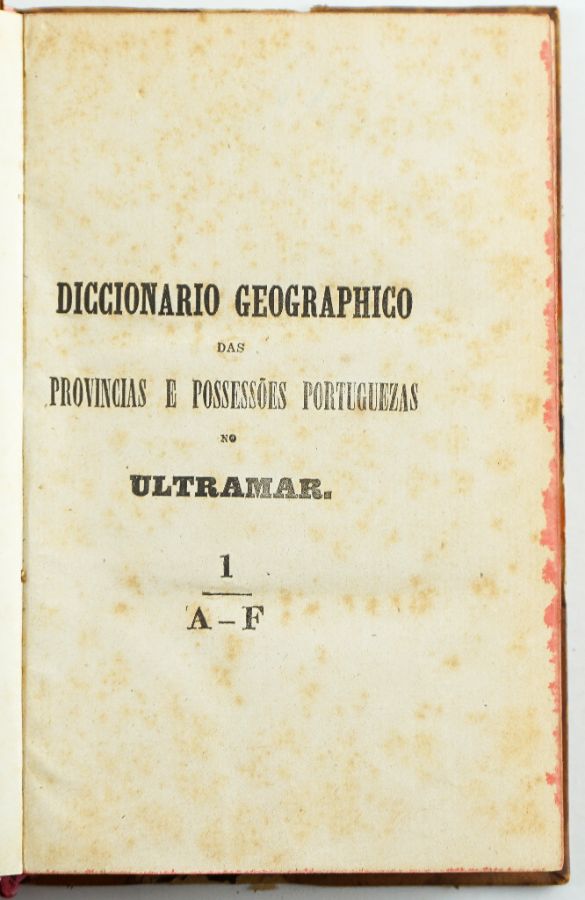 DICCIONARIO GEOGRAPHICO
DAS
PROVINCIAS E POSSESSÕES PORTUGUEZAS
NO
ULTRAMAR.
1
A – F